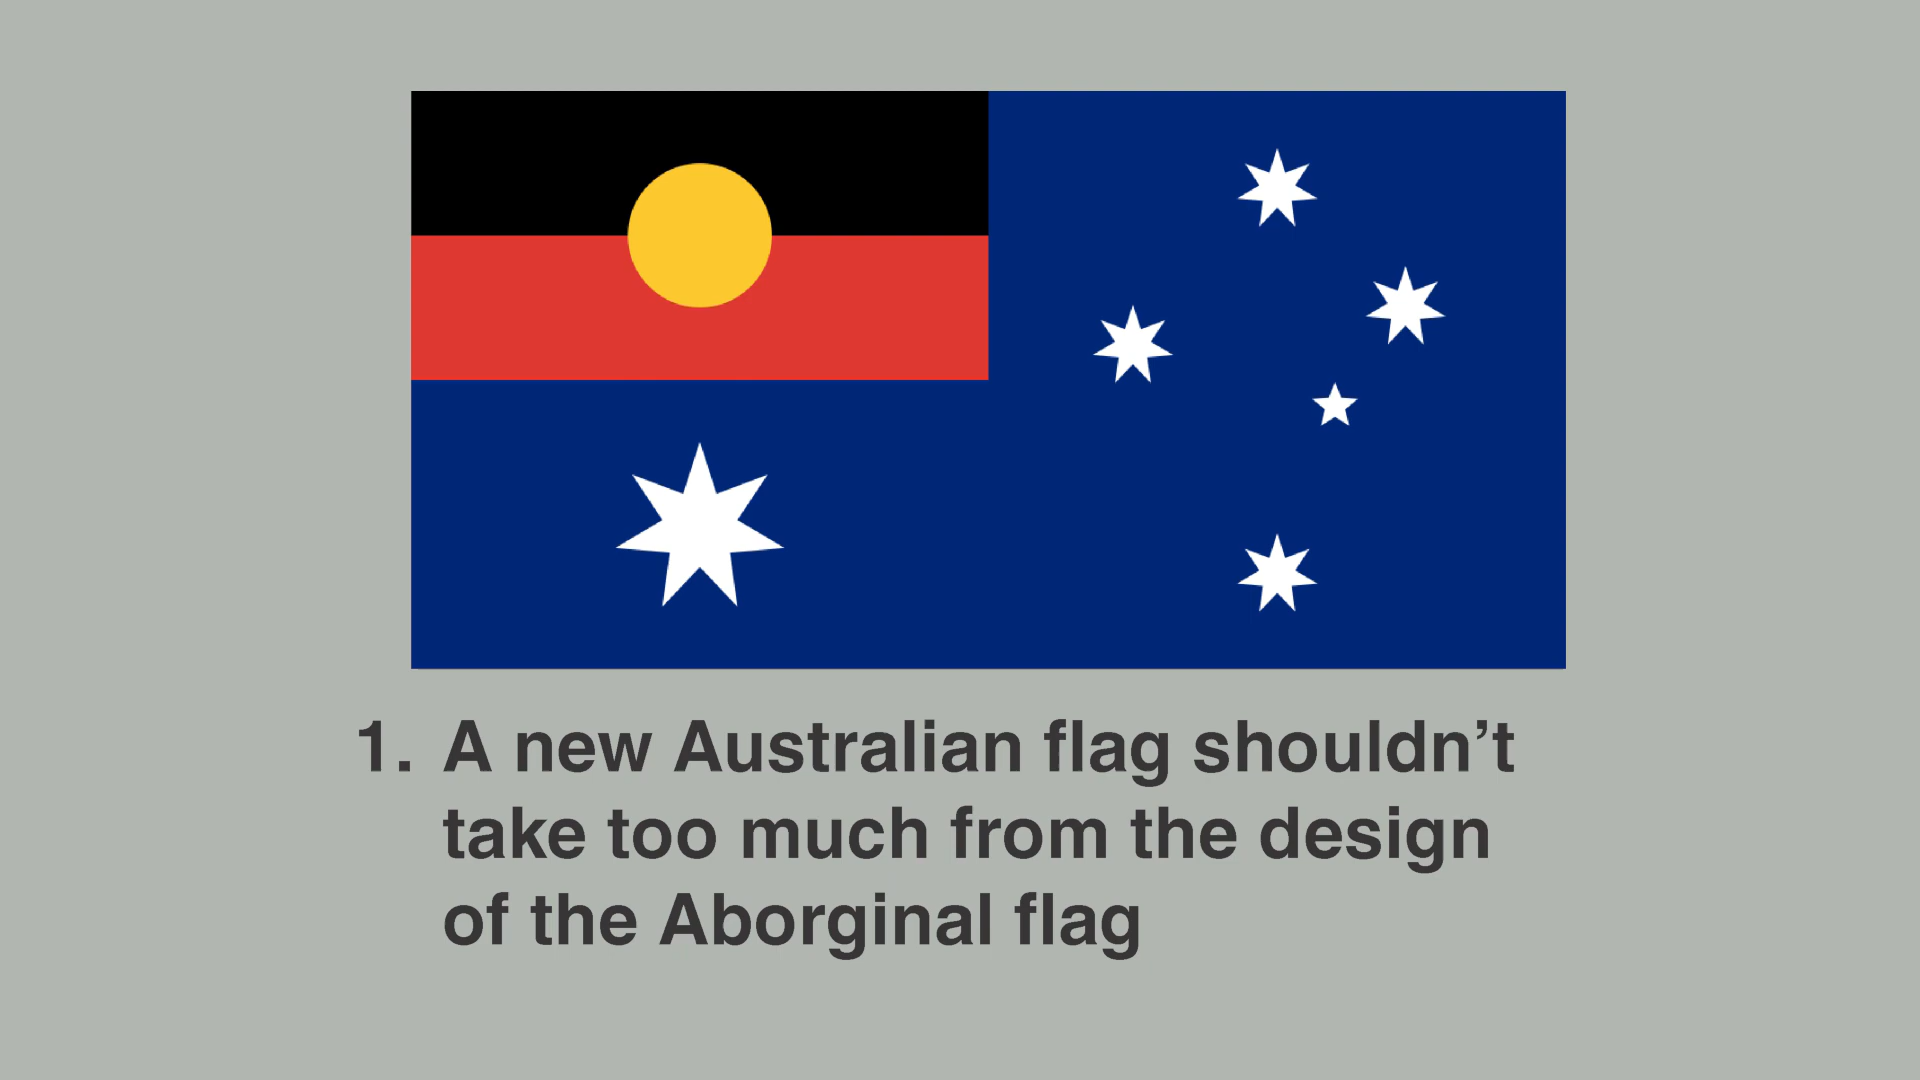 1. A new Australian flag shouldn’t
take too much from the design
of the Aborginal flag